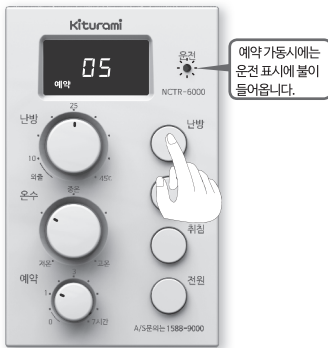 Kiturami
05
예약
운전
NCTR-6000
예약 가동시에는
운전 표시에 불이
들어옵니다.
난방
25
10
외출
45℃
난방
온수
중온
저온
고온
취침
예약
0
1
7시간
전원
A/S문의는 1588-9000